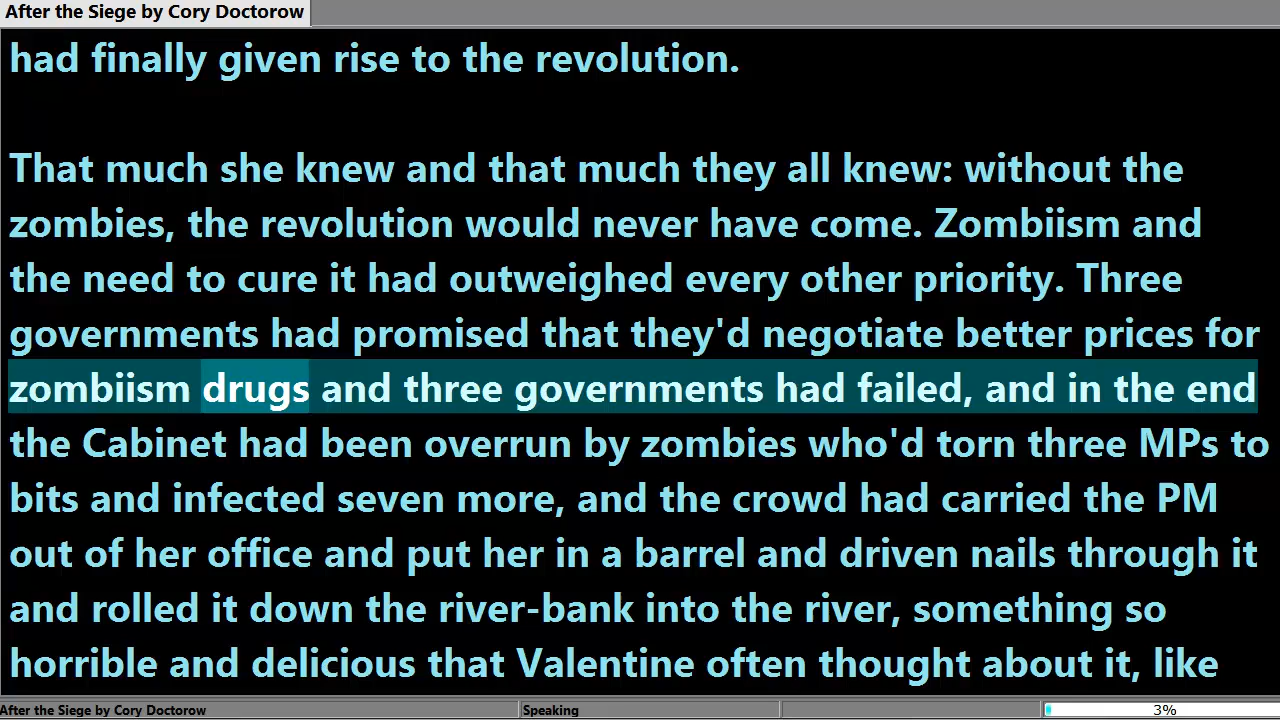 After the Siege by Cory Doctorow
had finally given rise to the revolution.
That much she knew and that much they all knew: without the
zombies, the revolution would never have come. Zombiism and
the need to cure it had outweighed every other priority. Three
governments had promised that they'd negotiate better prices for
zombiism drugs and three governments had failed, and in the end
the Cabinet had been overrun by zombies who'd torn three MPs to
bits and infected seven more, and the crowd had carried the PM
out of her office and put her in a barrel and driven nails through it
and rolled it down the river-bank into the river, something so
horrible and delicious that Valentine often thought about it, like
After the Siege by Cory Doctorow
Speaking
3%